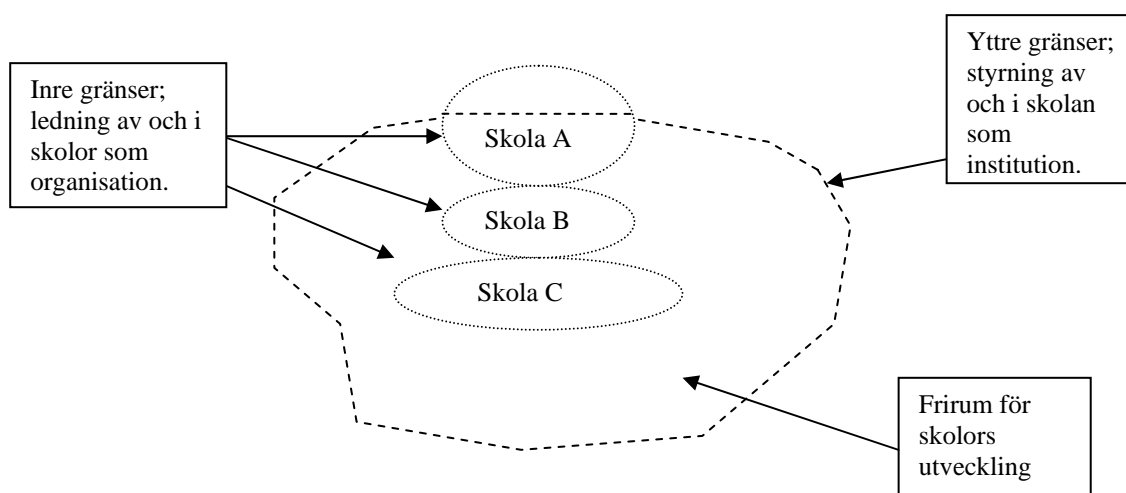 Inre gränser;
ledning av och i
skolor som
organisation.
Skola A
Skola B
Skola C
Yttre gränser;
styrning av
och i skolan
som
institution.
Frirum för
skolors
utveckling